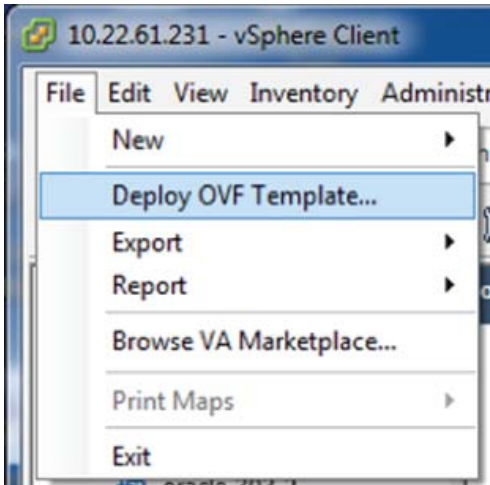 10.22.61.231 - vSphere Client
File Edit View Inventory
New
Deploy OVF Template...
Export
Report
Browse VA Marketplace...
Print Maps
Exit